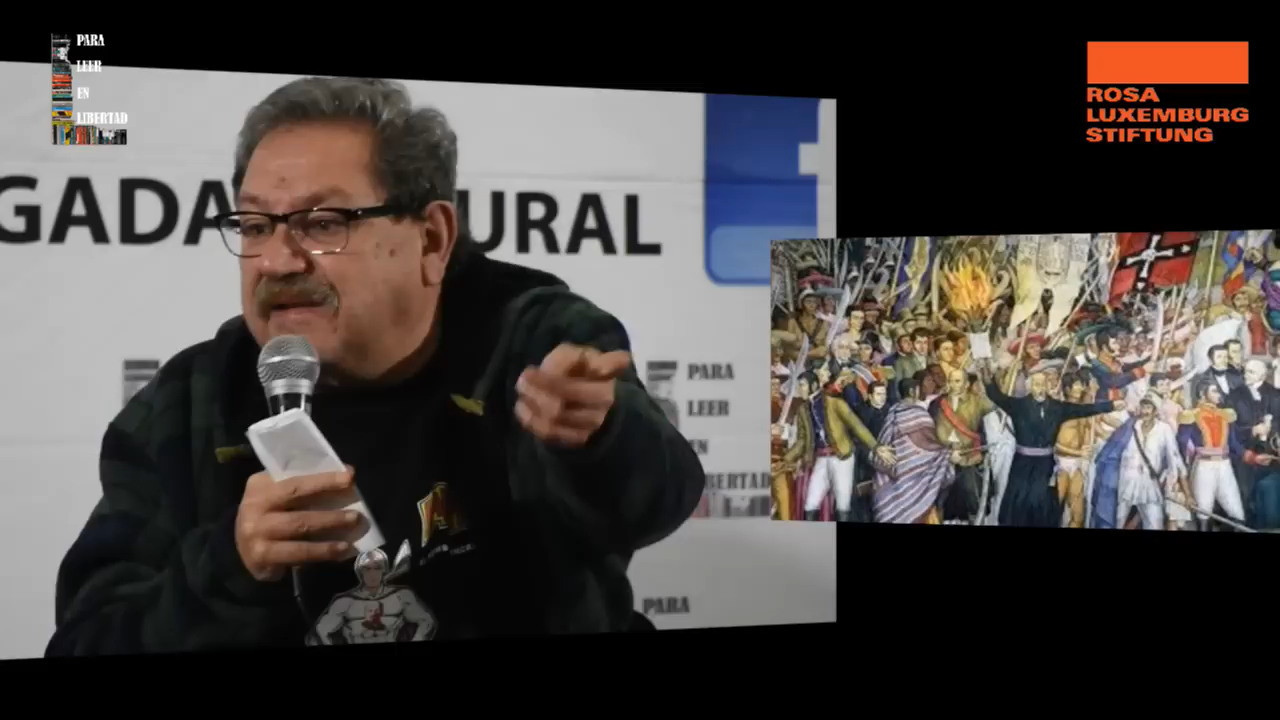 PARA
LEER
EN
LIBERTAD
ROSA
LUXEMBURG
STIFTUNG
GADA URAL
PARA
LEER
EN
BERTAD
PARA